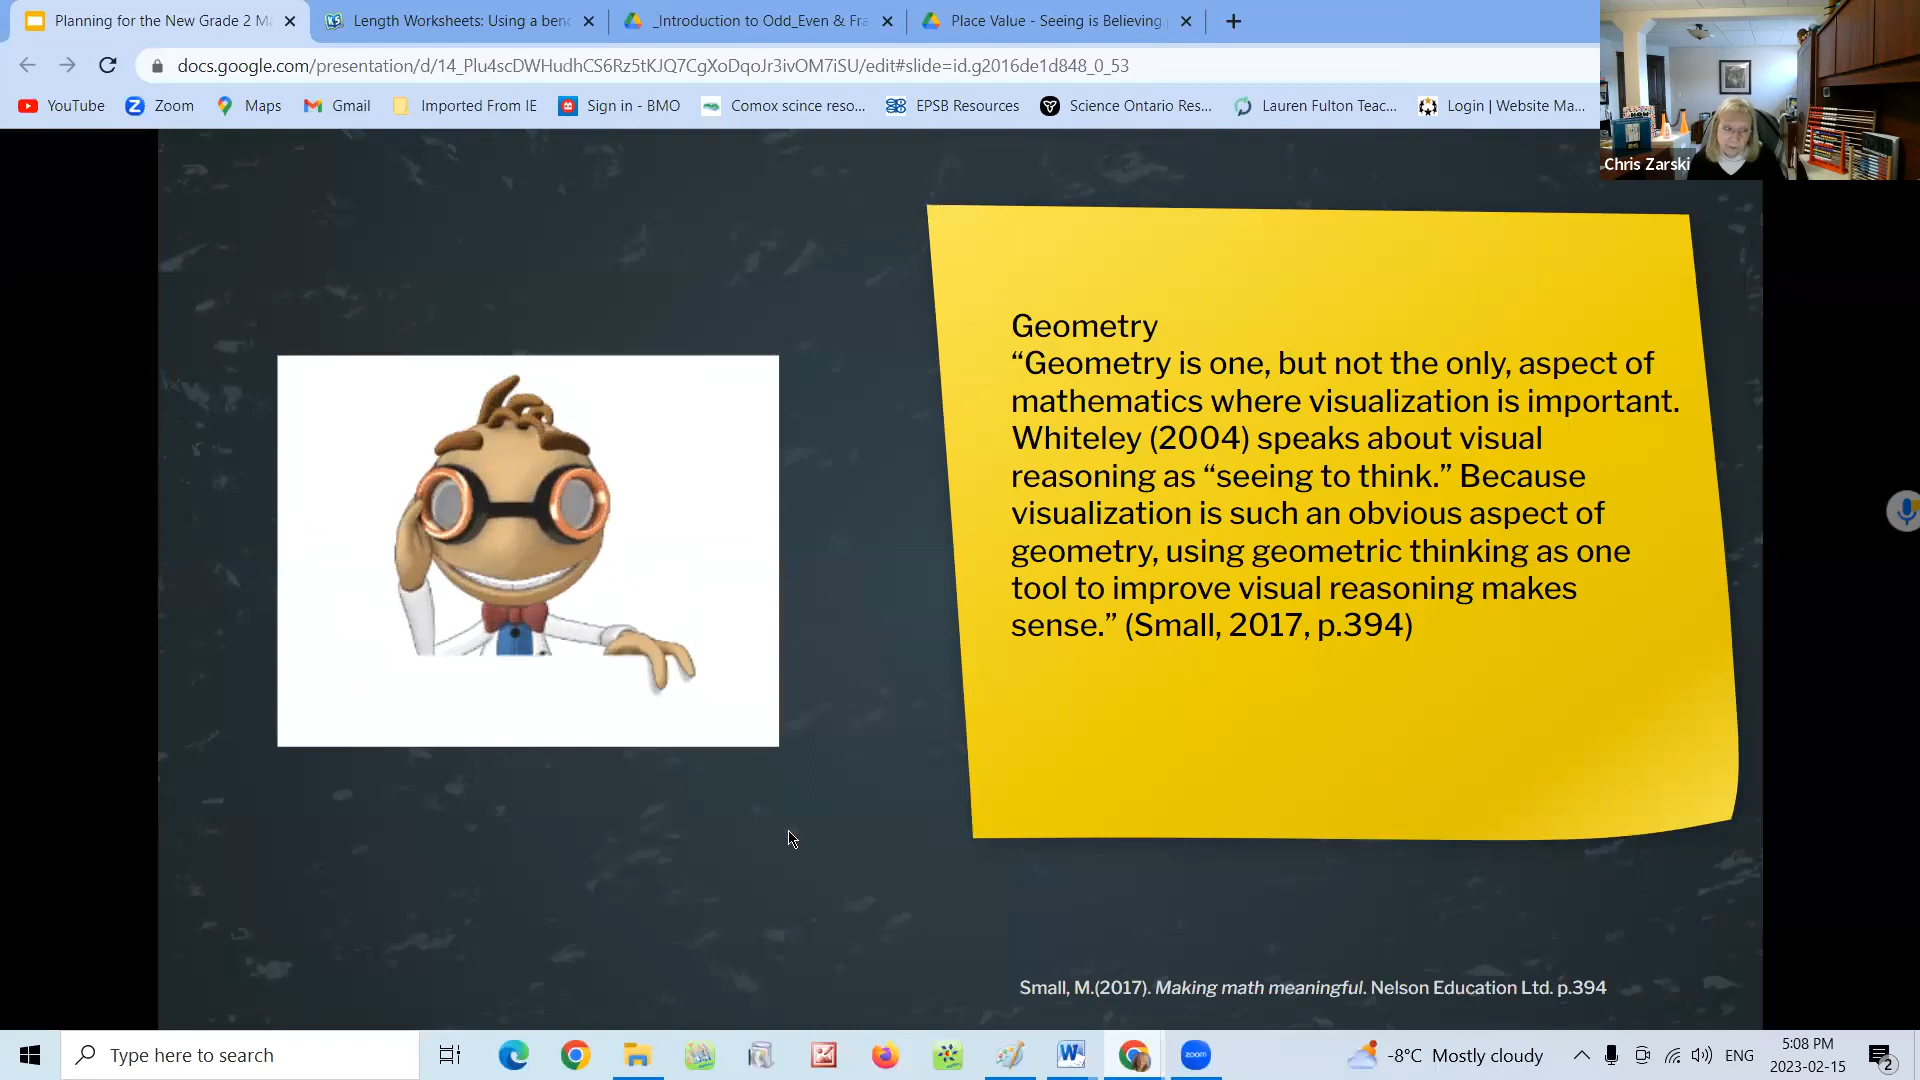 Planning for the New Grade 2 Ma
Length Worksheets: Using a benc
_Introduction to Odd_Even & Fra
Place Value - Seeing is Believing.
docs.google.com/presentation/d/14_Plu4scDWHudhCS6Rz5tKJQ7CgXoDqoJr3ivOM7iSU/edit#slide=id.g2016de1d848_0_53
YouTube
Zoom
Maps
Gmail
Imported From IE
Sign in - BMO
Comox scince reso...
EPSB Resources
Science Ontario Res...
Lauren Fulton Teac...
Login | Website Ma...
Chris Zarski
Geometry
“Geometry is one, but not the only, aspect of
mathematics where visualization is important.
Whiteley (2004) speaks about visual
reasoning as “seeing to think.” Because
visualization is such an obvious aspect of
geometry, using geometric thinking as one
tool to improve visual reasoning makes
sense.” (Small, 2017, p.394)
Small, M.(2017). Making math meaningful. Nelson Education Ltd. p.394
Type here to search
zoom
-8°C Mostly cloudy
ENG
5:08 PM
2023-02-15
2